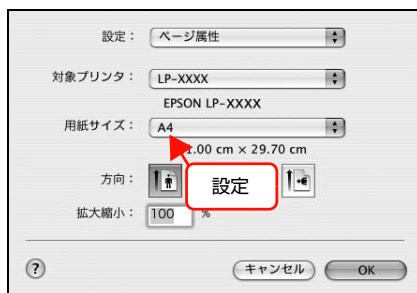 設定： ページ属性
対象プリンタ： LP-XXXX
EPSON LP-XXXX
用紙サイズ： A4
1.00 cm × 29.70 cm
方向：
設定
拡大縮小： 100 %
? キャンセル OK